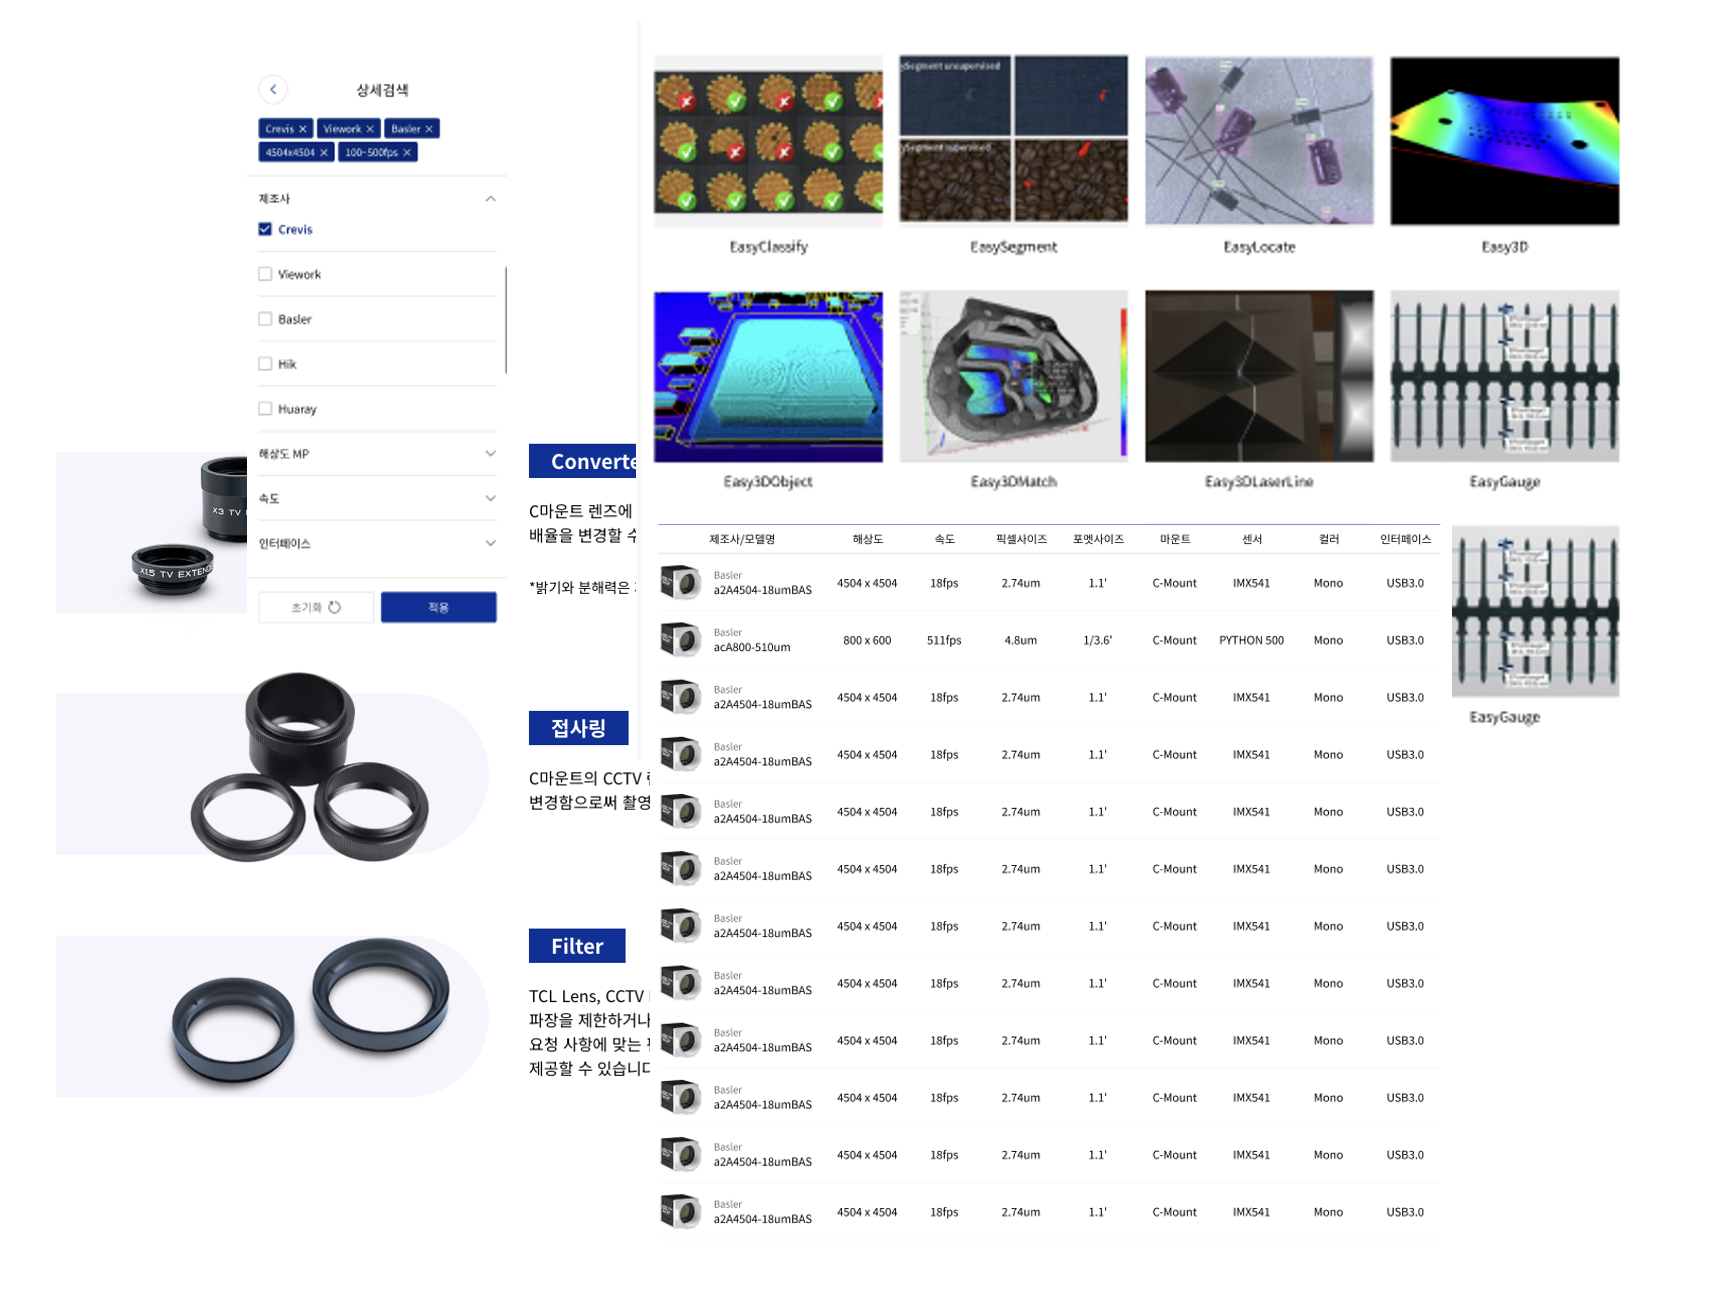 상세검색
Crevis ×
Viework ×
Basler ×
4504x4504 ×
100~500fps ×
제조사
Crevis
Viework
Basler
Hik
Huaray
해상도 MP
속도
인터페이스
초기화
적용
X3 TV
X1.5 TV EXTEND
Converte
C마운트 렌즈에
배율을 변경할 수
*밝기와 분해력은
접사링
C마운트의 CCTV
변경함으로써 촬영
Filter
TCL Lens, CCTV
파장을 제한하거나
요청 사항에 맞는
제공할 수 있습니다
ySegment unsupervised
ySegment supervised
EasyClassify
EasySegment
EasyLocate
Easy3D
Easy3DObject
Easy3DMatch
Easy3DLaserLine
EasyGauge
제조사/모델명 해상도 속도 픽셀사이즈 포멧사이즈 마운트 센서 컬러 인터페이스
Basler
a2A4504-18umBAS 4504 x 4504 18fps 2.74um 1.1' C-Mount IMX541 Mono USB3.0
Basler
acA800-510um 800 x 600 511fps 4.8um 1/3.6' C-Mount PYTHON 500 Mono USB3.0
Basler
a2A4504-18umBAS 4504 x 4504 18fps 2.74um 1.1' C-Mount IMX541 Mono USB3.0
Basler
a2A4504-18umBAS 4504 x 4504 18fps 2.74um 1.1' C-Mount IMX541 Mono USB3.0
Basler
a2A4504-18umBAS 4504 x 4504 18fps 2.74um 1.1' C-Mount IMX541 Mono USB3.0
Basler
a2A4504-18umBAS 4504 x 4504 18fps 2.74um 1.1' C-Mount IMX541 Mono USB3.0
Basler
a2A4504-18umBAS 4504 x 4504 18fps 2.74um 1.1' C-Mount IMX541 Mono USB3.0
Basler
a2A4504-18umBAS 4504 x 4504 18fps 2.74um 1.1' C-Mount IMX541 Mono USB3.0
Basler
a2A4504-18umBAS 4504 x 4504 18fps 2.74um 1.1' C-Mount IMX541 Mono USB3.0
Basler
a2A4504-18umBAS 4504 x 4504 18fps 2.74um 1.1' C-Mount IMX541 Mono USB3.0
Basler
a2A4504-18umBAS 4504 x 4504 18fps 2.74um 1.1' C-Mount IMX541 Mono USB3.0
Basler
a2A4504-18umBAS 4504 x 4504 18fps 2.74um 1.1' C-Mount IMX541 Mono USB3.0
EasyGauge